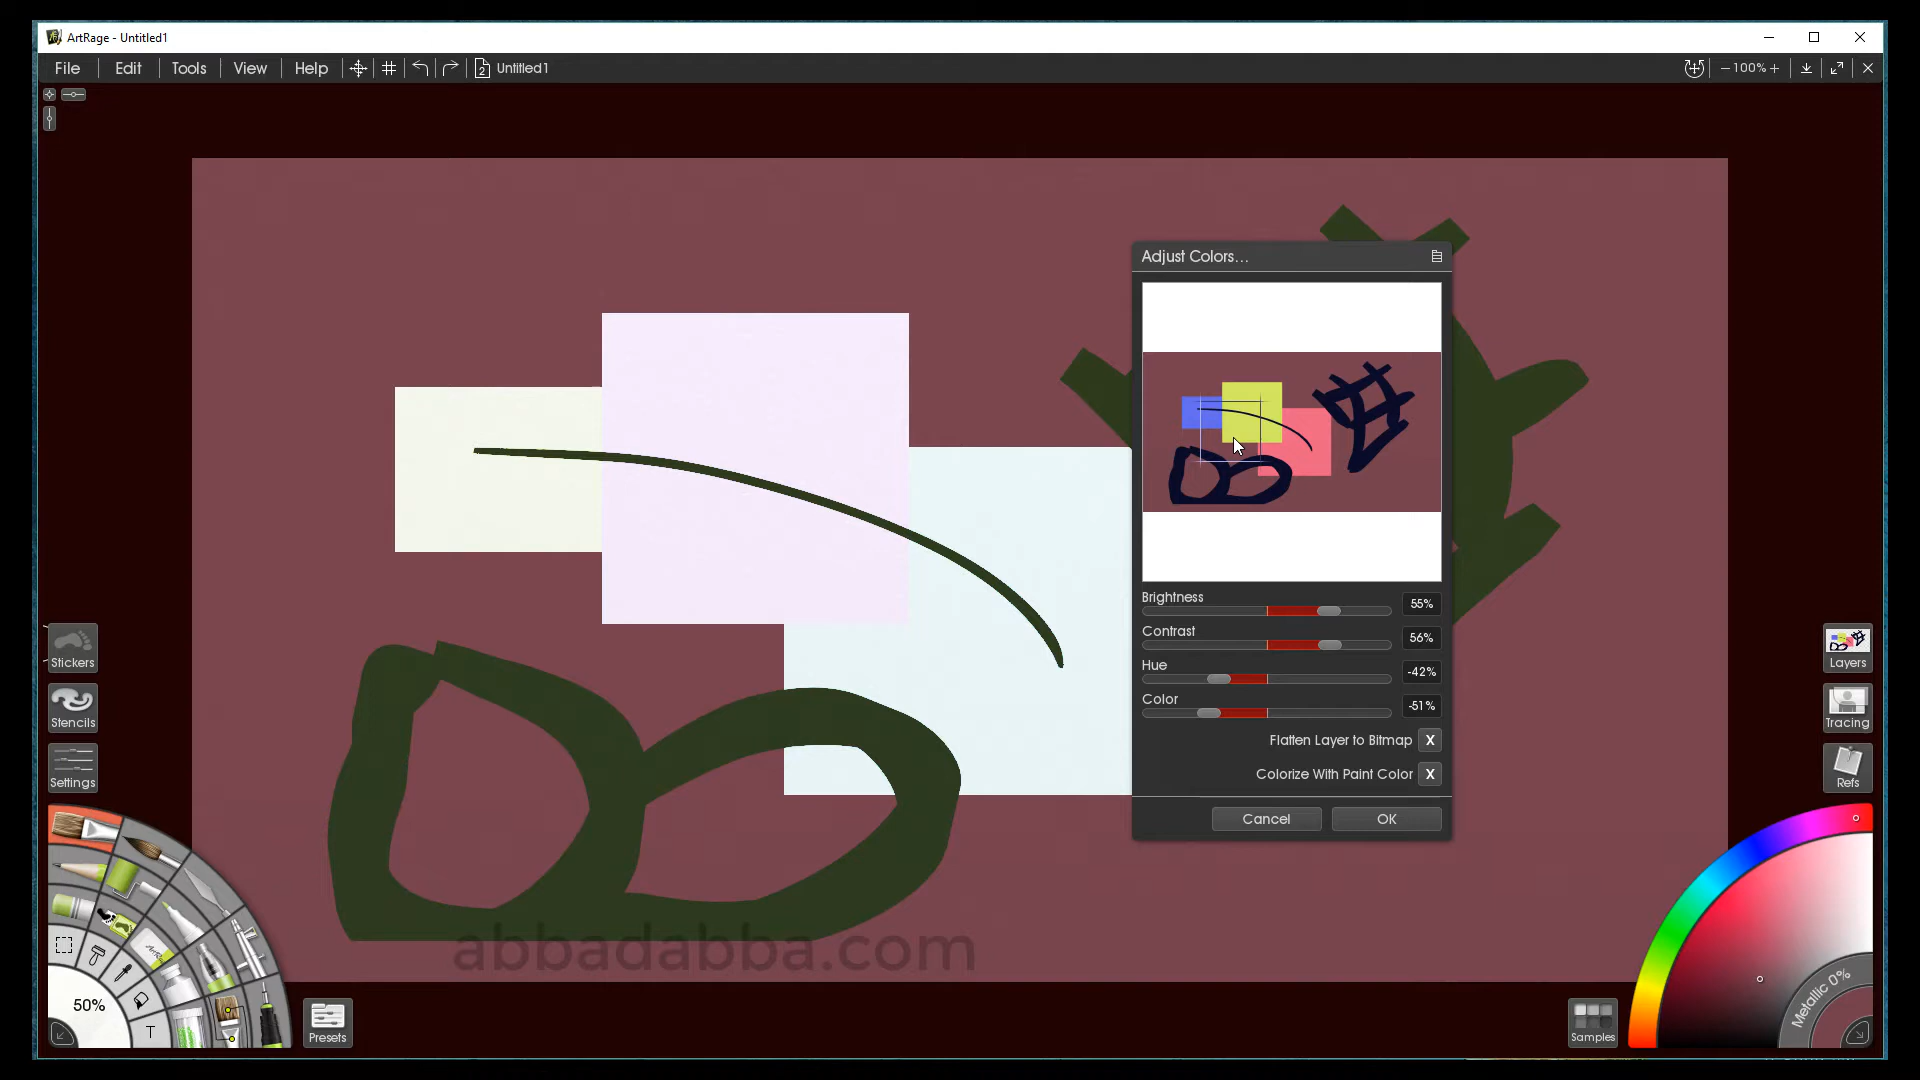 ArtRage - Untitled1
File Edit Tools View Help 2 Untitled1 100%
Adjust Colors...
Brightness 55%
Contrast 56%
Hue -42%
Color -51%
Flatten Layer to Bitmap X
Colorize With Paint Color X
Cancel OK
Stickers
Stencils
Settings
Layers
Tracing
Refs
50%
T
Presets
Samples
Metallic 0%
abbadabba.com